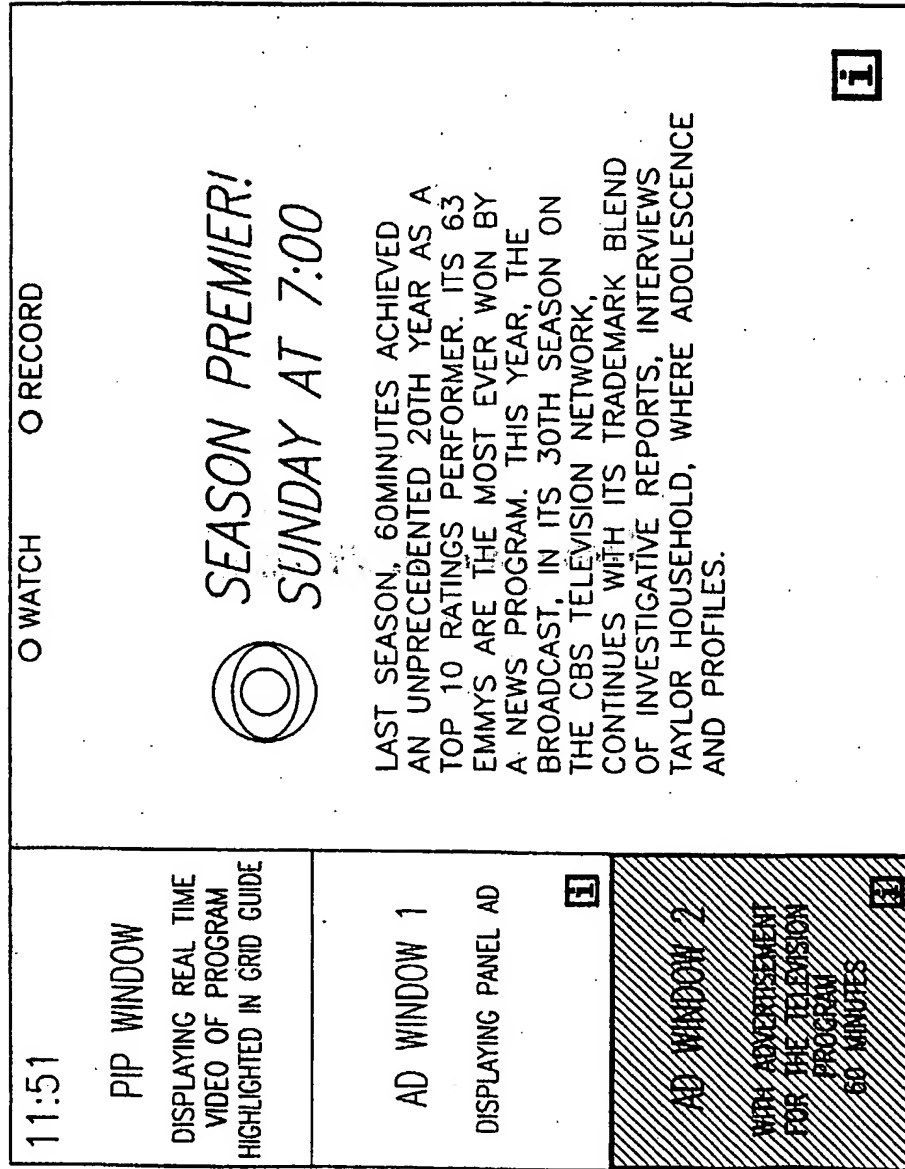 11:51
PIP WINDOW
DISPLAYING REAL TIME
VIDEO OF PROGRAM
HIGHLIGHTED IN GRID GUIDE
AD WINDOW 1
DISPLAYING PANEL AD
i
AD WINDOW 2
WITH ADVERTISEMENT
FOR THE TELEVISION
PROGRAM
60 MINUTES
i
O WATCH O RECORD
SEASON PREMIER!
SUNDAY AT 7:00
LAST SEASON, 60MINUTES ACHIEVED
AN UNPRECEDENTED 20TH YEAR AS A
TOP 10 RATINGS PERFORMER. ITS 63
EMMYS ARE THE MOST EVER WON BY
A NEWS PROGRAM. THIS YEAR, THE
BROADCAST, IN ITS 30TH SEASON ON
THE CBS TELEVISION NETWORK,
CONTINUES WITH ITS TRADEMARK BLEND
OF INVESTIGATIVE REPORTS, INTERVIEWS
TAYLOR HOUSEHOLD, WHERE ADOLESCENCE
AND PROFILES.
i